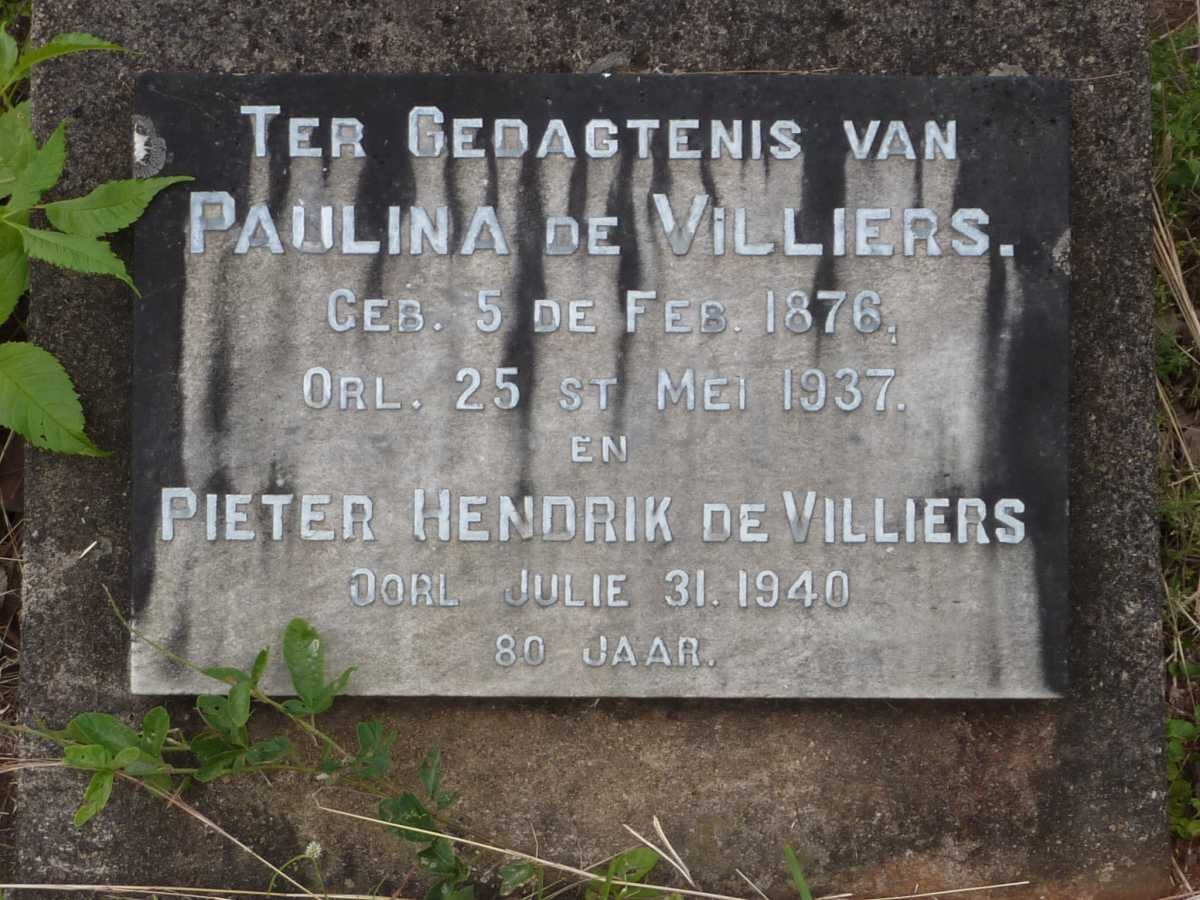 TER GEDAGTENIS VAN
PAULINA DE VILLIERS.
GEB. 5 DE FEB. 1876.
ORL. 25 ST MEI 1937.
EN
PIETER HENDRIK DE VILLIERS
OORL JULIE 31. 1940
80 JAAR.